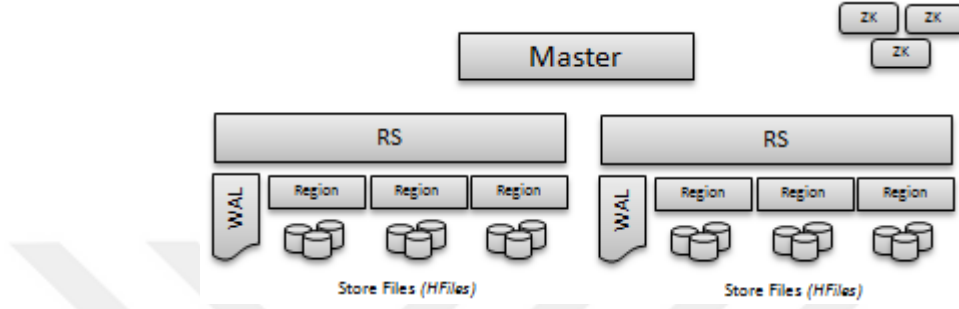 ZK ZK
ZK
Master
RS RS
WAL Region Region Region WAL Region Region Region
Store Files (HFiles) Store Files (HFiles)